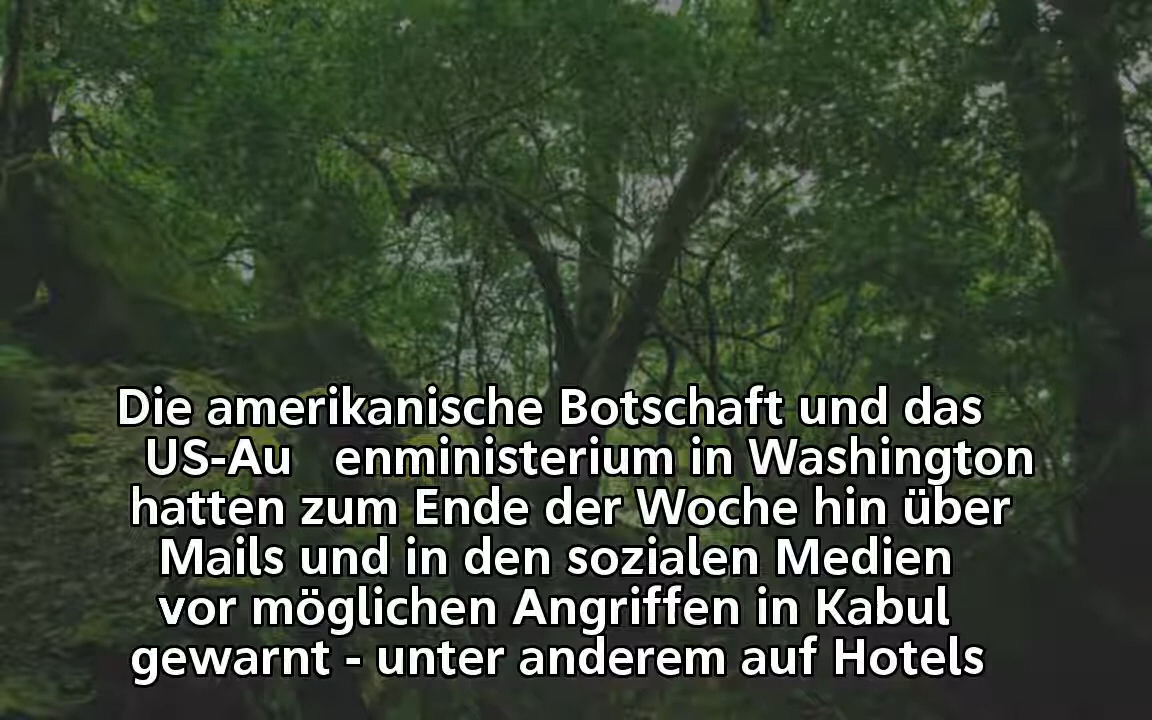 Die amerikanische Botschaft und das
US-Au enministerium in Washington
hatten zum Ende der Woche hin über
Mails und in den sozialen Medien
vor möglichen Angriffen in Kabul
gewarnt - unter anderem auf Hotels